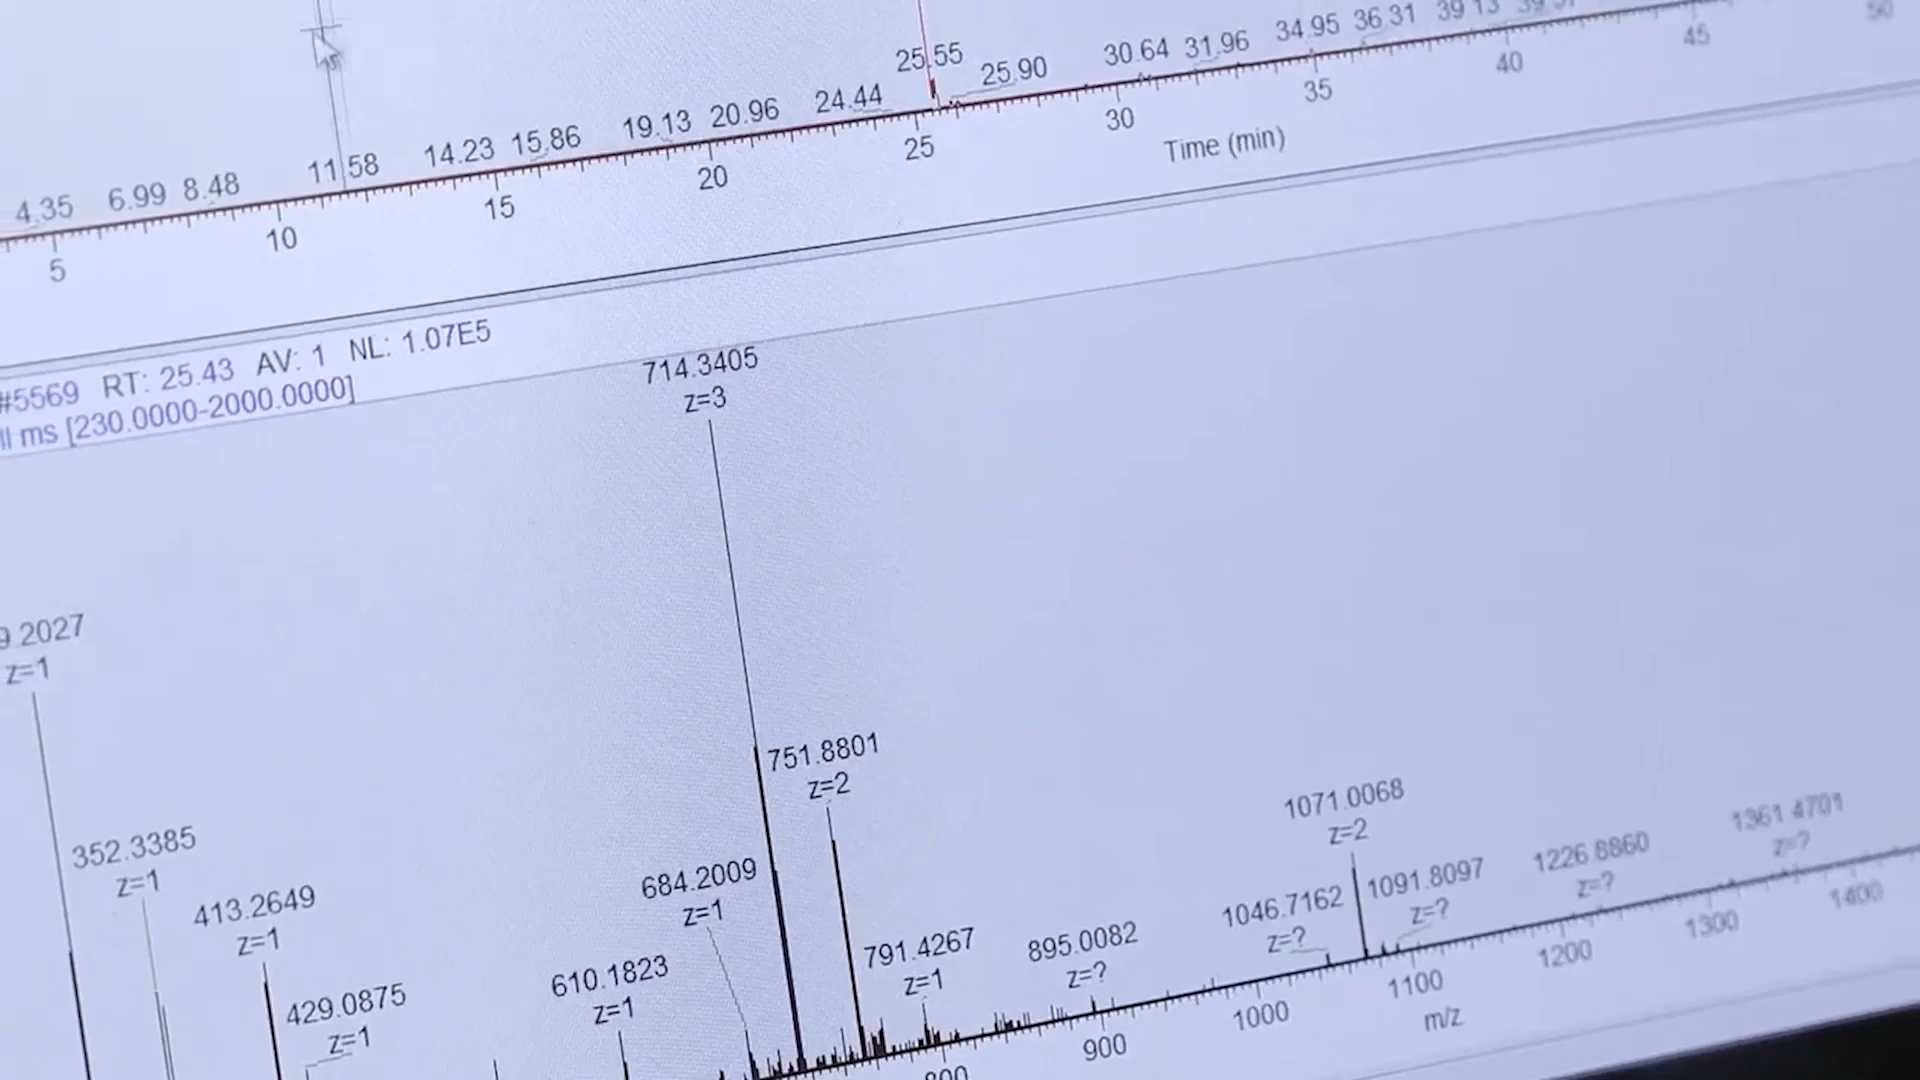 4.35 6.99 8.48 11.58 14.23 15.86 19.13 20.96 24.44 25.55 25.90 30.64 31.96 34.95 36.31 39.13
5 10 15 20 25 30 35 40 45 50
Time (min)
#5569 RT: 25.43 AV: 1 NL: 1.07E5
ll ms [230.0000-2000.0000]
714.3405
z=3
9.2027
z=1
751.8801
z=2
352.3385
z=1
1071.0068
z=2
684.2009
z=1
413.2649
z=1
1361.4701
z=?
1226.8860
z=?
1091.8097
z=?
1046.7162
z=?
791.4267
z=1
895.0082
z=?
610.1823
z=1
429.0875
z=1
800 900 1000 1100 1200 1300 1400
m/z